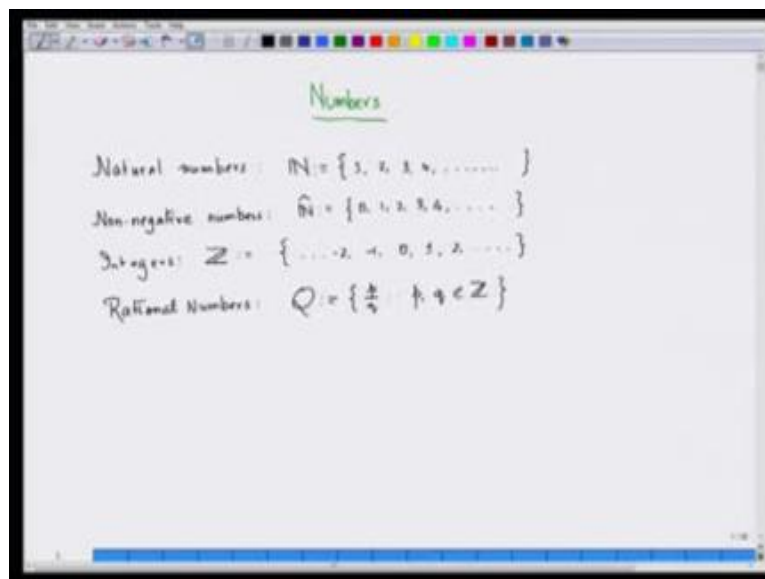 Numbers
Natural numbers: ℕ := { 1, 2, 3, 4, ....... }
Non-negative numbers: ℕ̂ := { 0, 1, 2, 3, 4, ..... }
Integers: ℤ := { .... -2, -1, 0, 1, 2, ..... }
Rational Numbers: Q := { p/q : p, q ∈ ℤ }